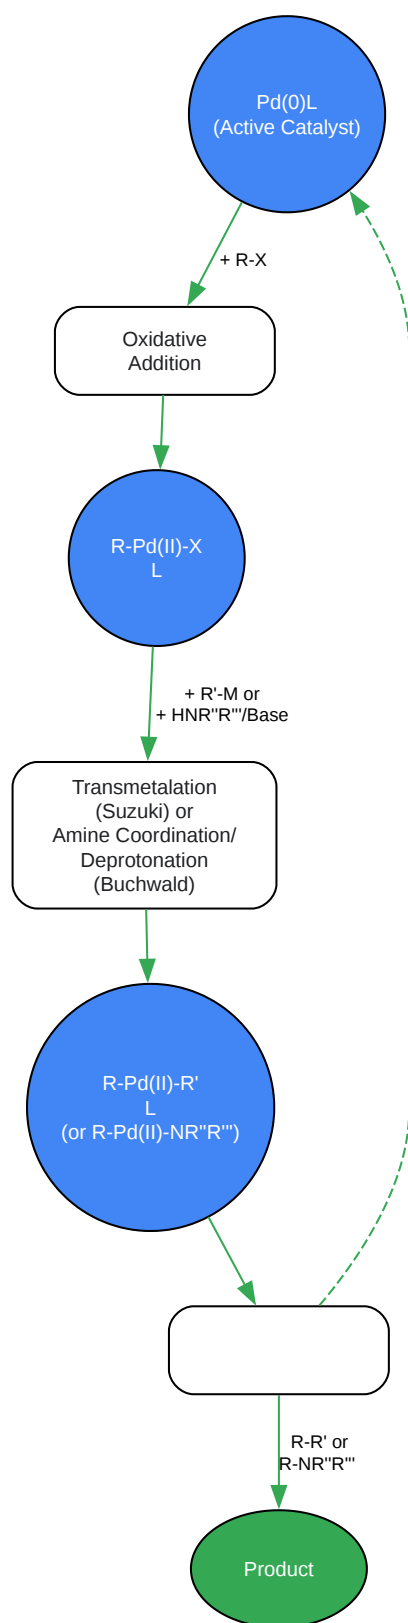 Pd(0)L
(Active Catalyst)
+ R-X
Oxidative
Addition
R-Pd(II)-X
L
+ R'-M or
+ HNR''R'''/Base
Transmetalation
(Suzuki) or
Amine Coordination/
Deprotonation
(Buchwald)
R-Pd(II)-R'
L
(or R-Pd(II)-NR''R''')
R-R' or
R-NR''R'''
Product